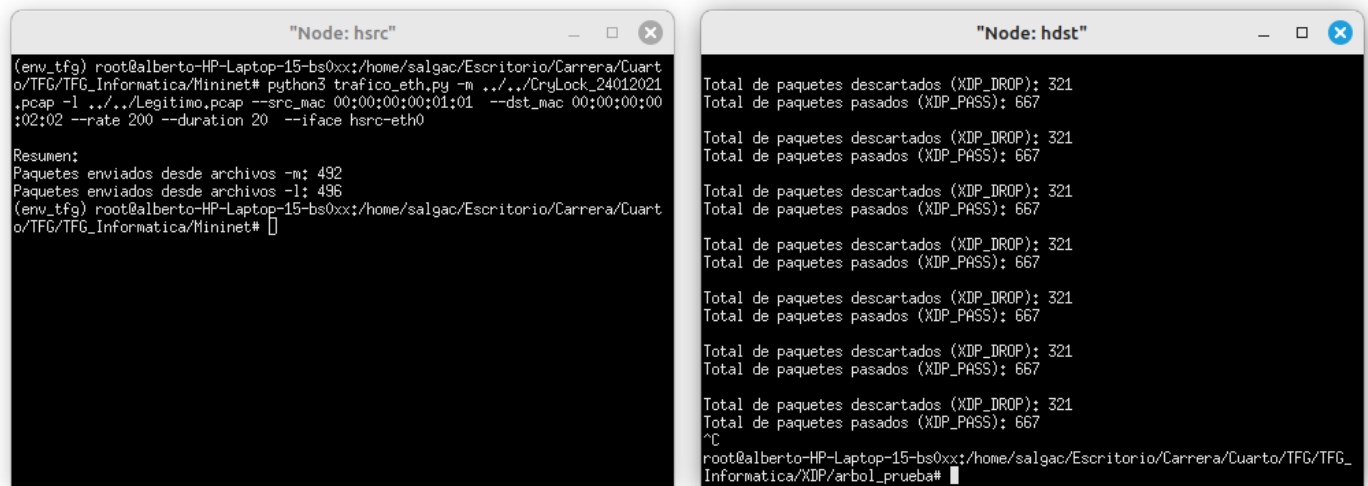 "Node: hsrc"
(env_tfg) root@alberto-HP-Laptop-15-bs0xx:/home/salgac/Escritorio/Carrera/Cuart
o/TFG/TFG_Informatica/Mininet# python3 trafico_eth.py -m ../../CryLock_24012021
.pcap -l ../../Legitimo.pcap --src_mac 00:00:00:00:01:01  --dst_mac 00:00:00:00
:02:02 --rate 200 --duration 20  --iface hsrc-eth0
Resumen:
Paquetes enviados desde archivos -m: 492
Paquetes enviados desde archivos -l: 496
(env_tfg) root@alberto-HP-Laptop-15-bs0xx:/home/salgac/Escritorio/Carrera/Cuart
o/TFG/TFG_Informatica/Mininet#
"Node: hdst"
Total de paquetes descartados (XDP_DROP): 321
Total de paquetes pasados (XDP_PASS): 667
Total de paquetes descartados (XDP_DROP): 321
Total de paquetes pasados (XDP_PASS): 667
Total de paquetes descartados (XDP_DROP): 321
Total de paquetes pasados (XDP_PASS): 667
Total de paquetes descartados (XDP_DROP): 321
Total de paquetes pasados (XDP_PASS): 667
Total de paquetes descartados (XDP_DROP): 321
Total de paquetes pasados (XDP_PASS): 667
Total de paquetes descartados (XDP_DROP): 321
Total de paquetes pasados (XDP_PASS): 667
Total de paquetes descartados (XDP_DROP): 321
Total de paquetes pasados (XDP_PASS): 667
^C
root@alberto-HP-Laptop-15-bs0xx:/home/salgac/Escritorio/Carrera/Cuarto/TFG/TFG_
Informatica/XDP/arbol_prueba#